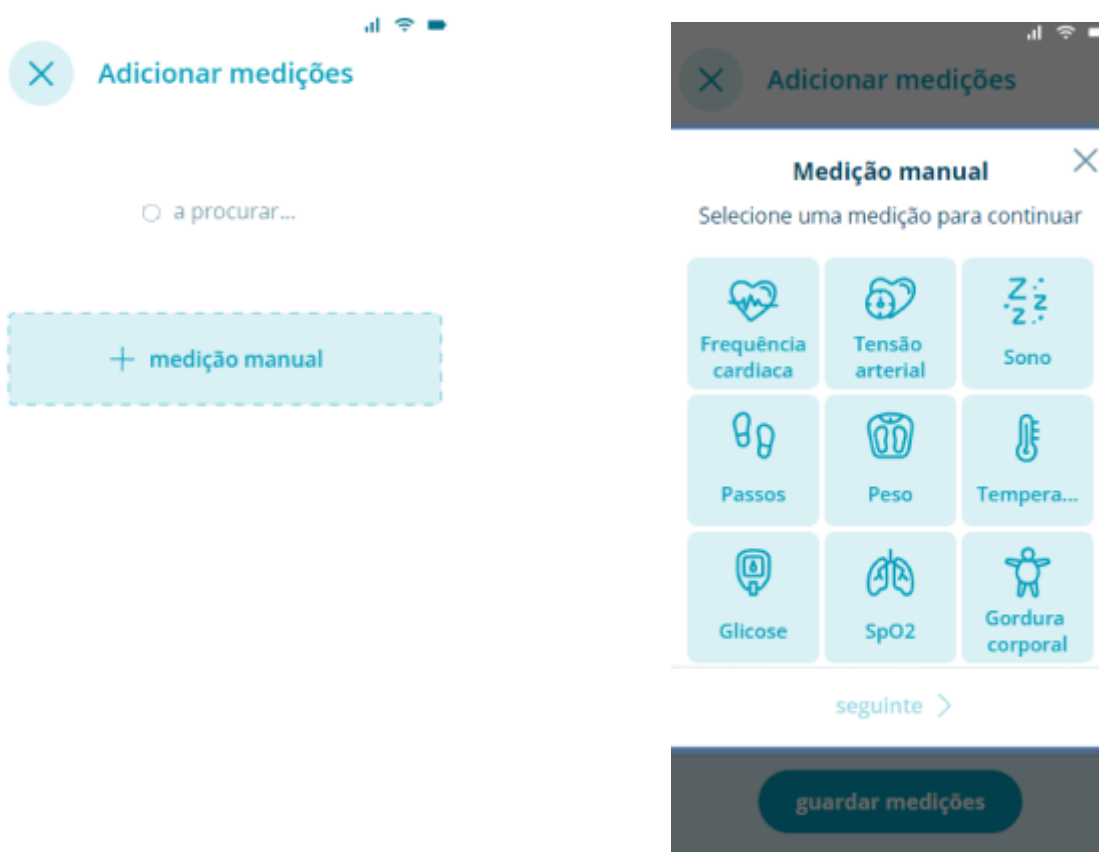 Adicionar medições
a procurar...
+ medição manual
Adicionar medições
Medição manual
Selecione uma medição para continuar
Frequência cardiaca
Tensão arterial
Sono
Passos
Peso
Tempera...
Glicose
SpO2
Gordura corporal
seguinte >
guardar medições